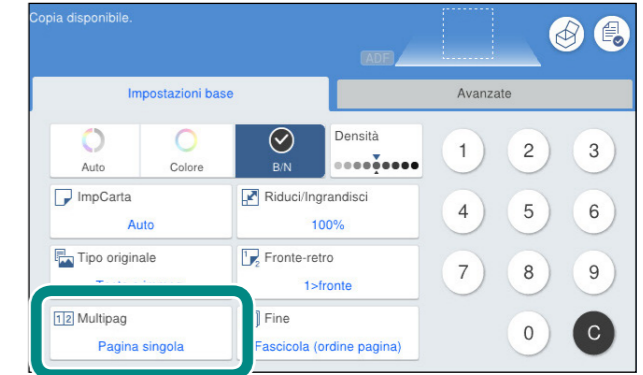 Copia disponibile.
ADF
Impostazioni base
Avanzate
Auto
Colore
B/N
Densità
1
2
3
ImpCarta
Auto
Riduci/Ingrandisci
100%
4
5
6
Tipo originale
Fronte-retro
1>fronte
7
8
9
Multipag
Pagina singola
Fine
Fascicola (ordine pagina)
0
C